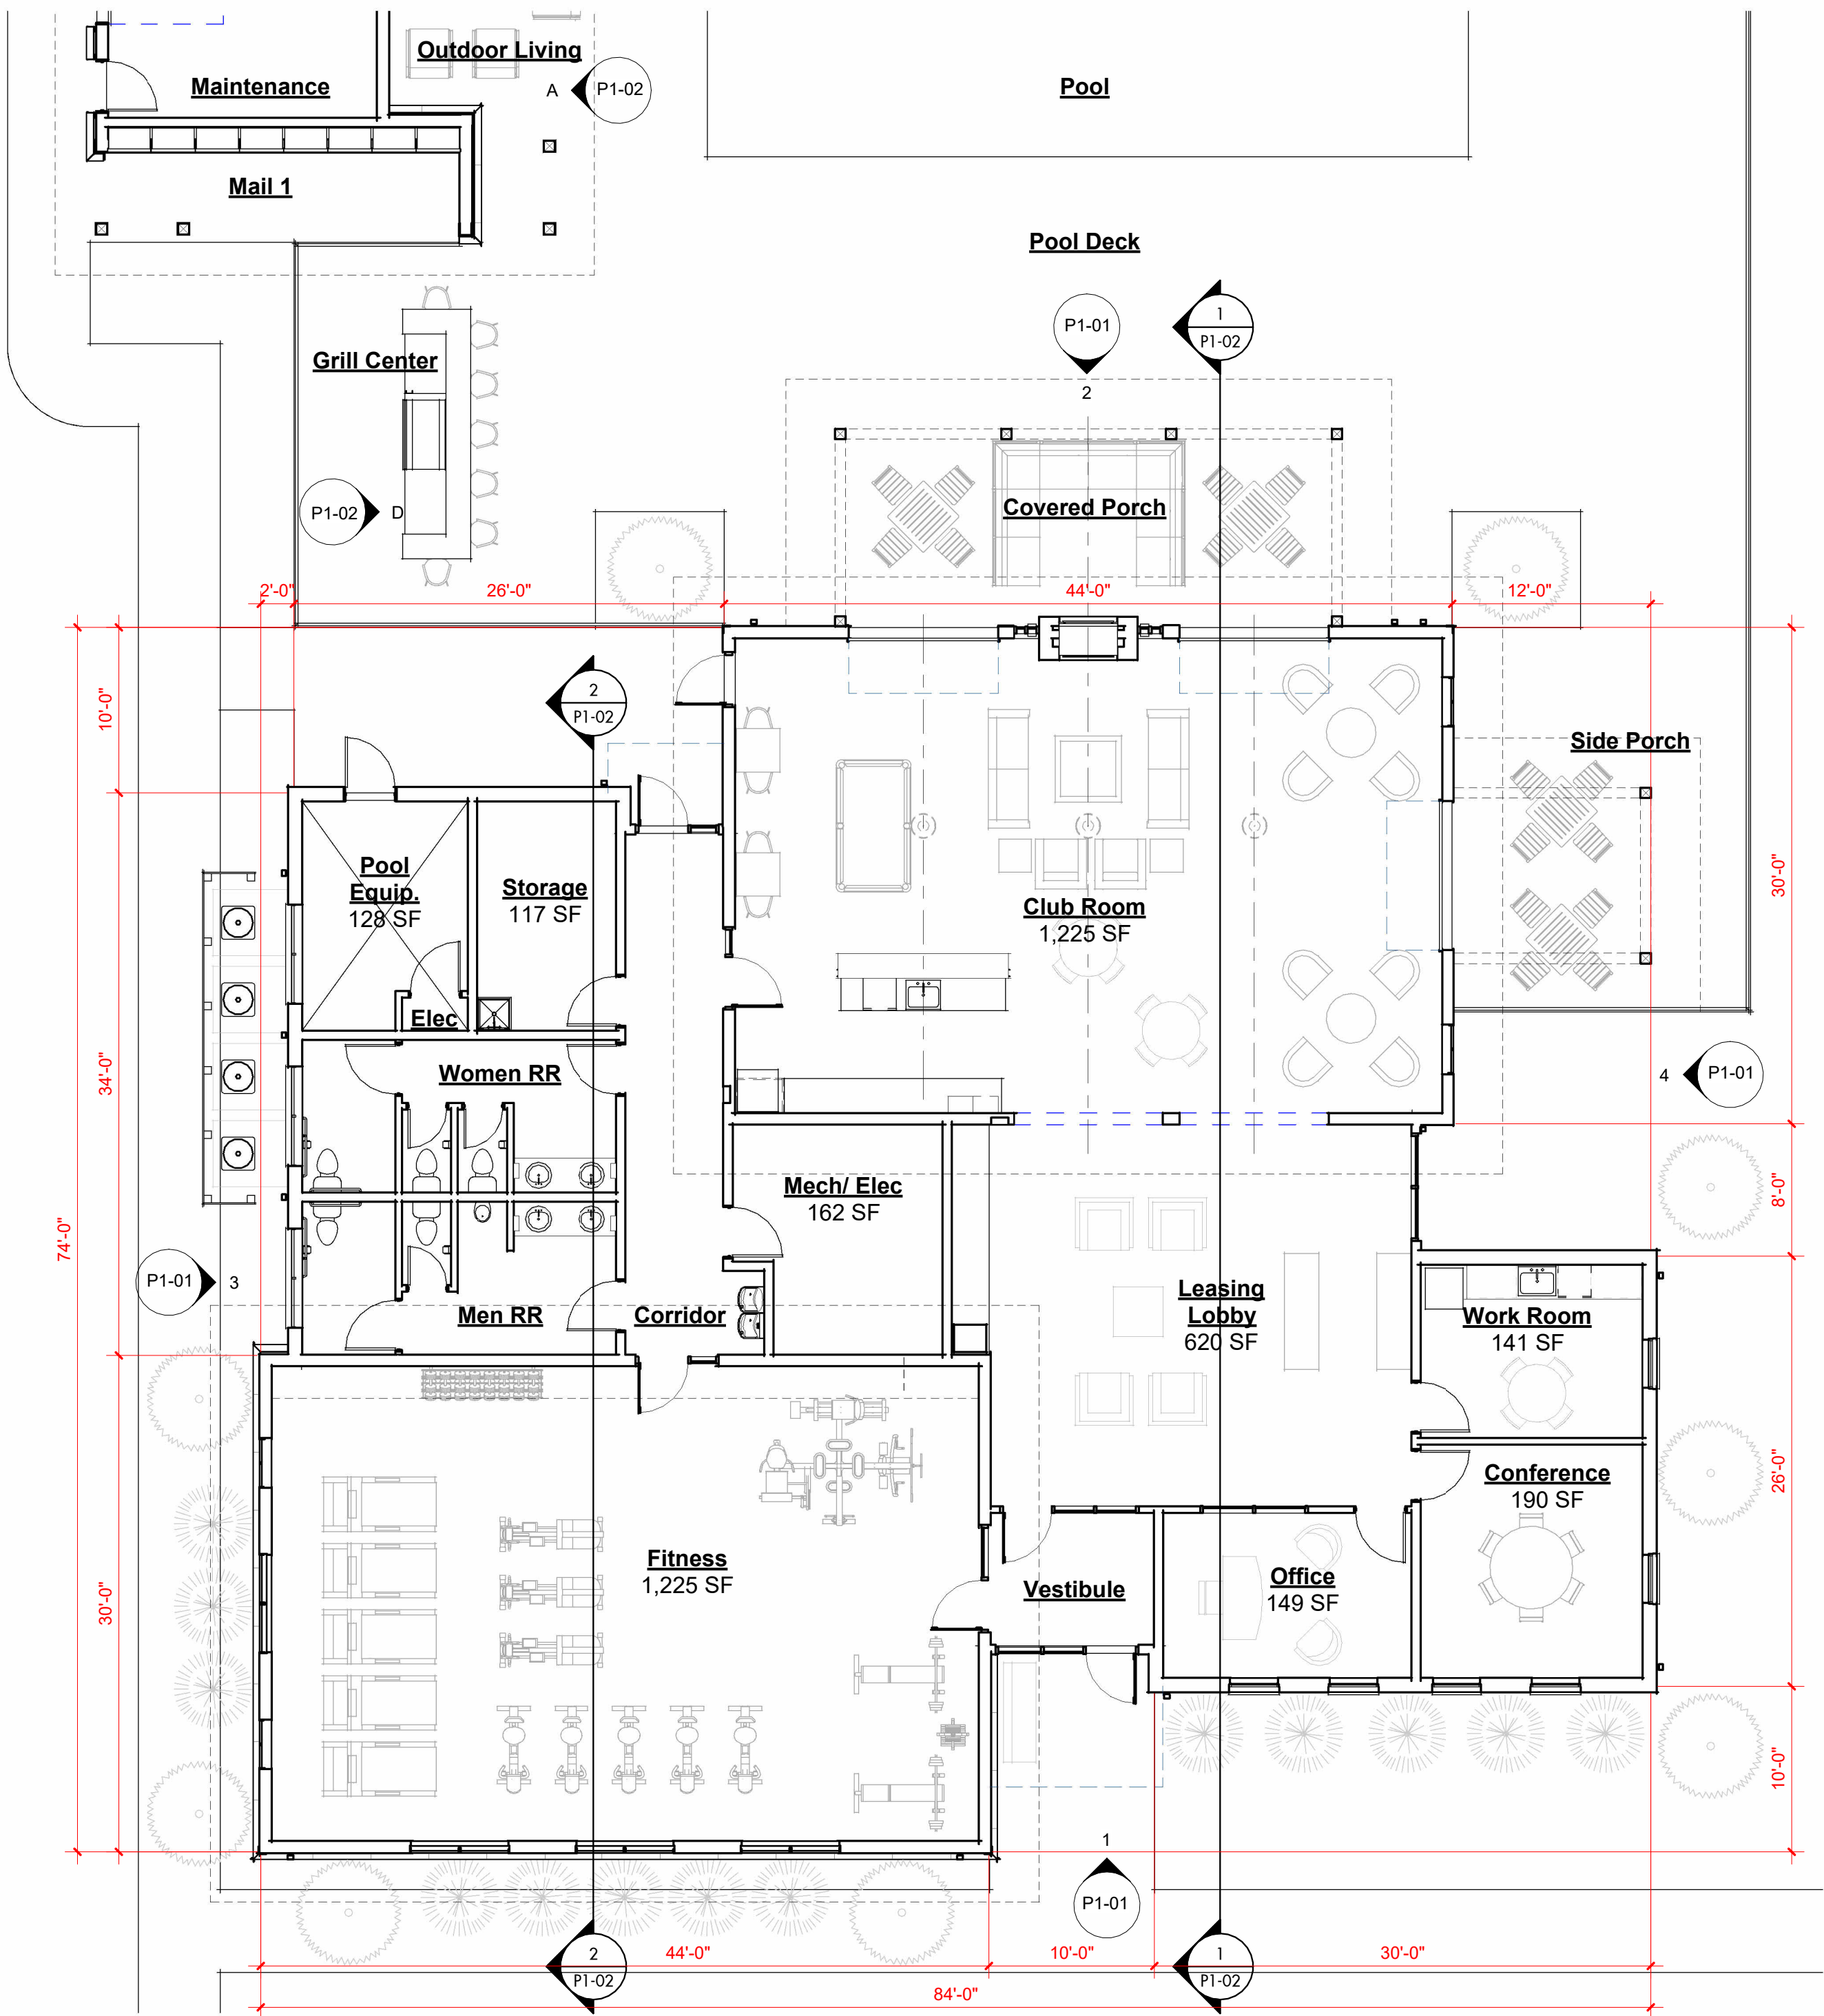 Outdoor Living
Maintenance
A
P1-02
Pool
Mail 1
Pool Deck
P1-01
2
1
P1-02
Grill Center
P1-02
D
Covered Porch
2'-0"
26'-0"
44'-0"
12'-0"
10'-0"
2
P1-02
Side Porch
Pool
Equip.
128 SF
Storage
117 SF
Club Room
1,225 SF
30'-0"
Elec
34'-0"
Women RR
4
P1-01
Mech/ Elec
162 SF
8'-0"
74'-0"
P1-01
3
Men RR
Corridor
Leasing
Lobby
620 SF
Work Room
141 SF
Conference
190 SF
26'-0"
Fitness
1,225 SF
Vestibule
Office
149 SF
30'-0"
10'-0"
1
P1-01
2
P1-02
44'-0"
10'-0"
1
P1-02
30'-0"
84'-0"